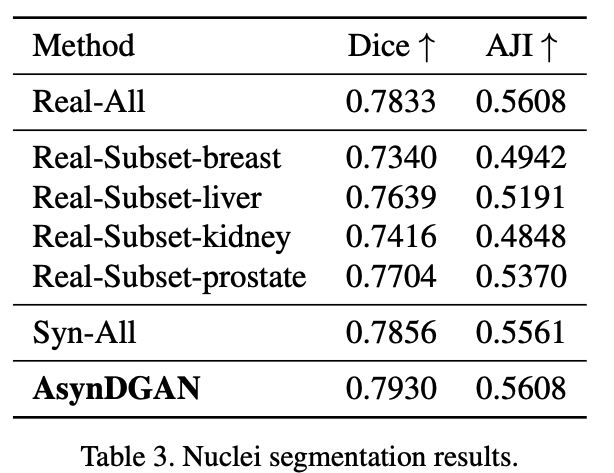 Method Dice ↑ AJI ↑
Real-All 0.7833 0.5608
Real-Subset-breast 0.7340 0.4942
Real-Subset-liver 0.7639 0.5191
Real-Subset-kidney 0.7416 0.4848
Real-Subset-prostate 0.7704 0.5370
Syn-All 0.7856 0.5561
AsynDGAN 0.7930 0.5608
Table 3. Nuclei segmentation results.